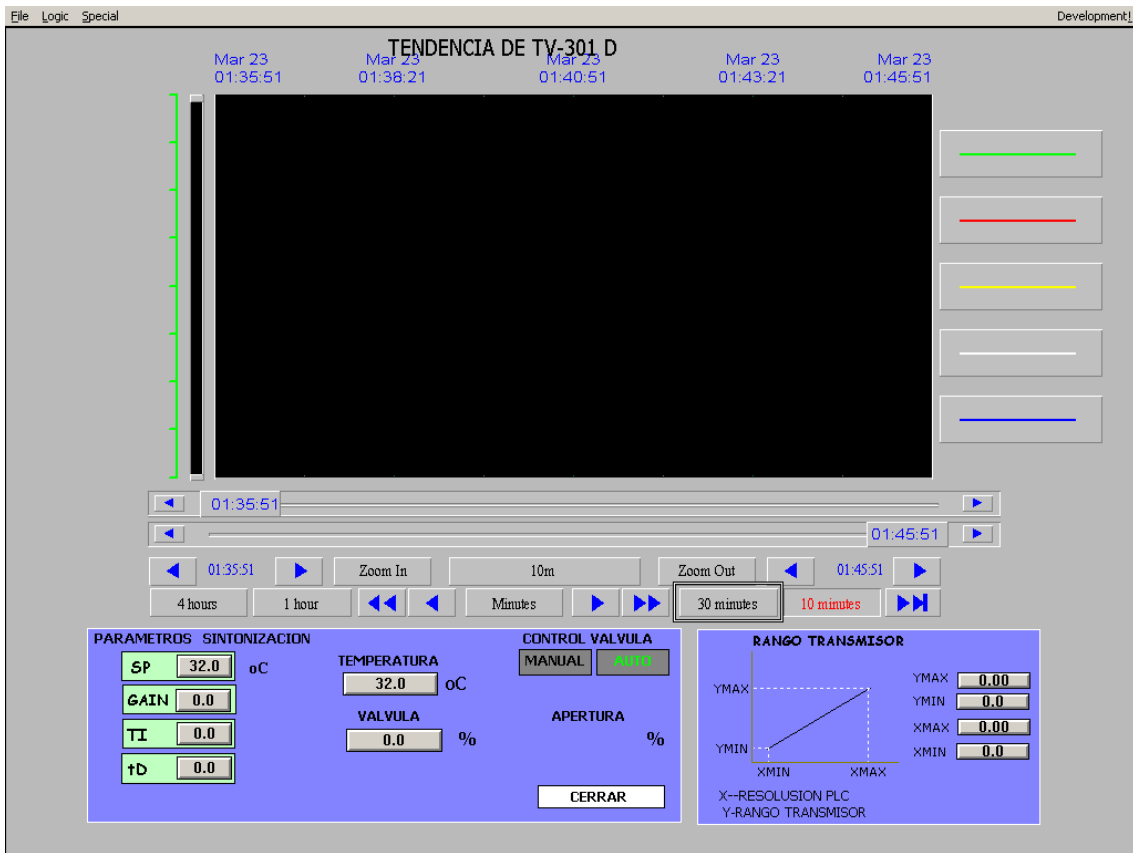 File Logic Special Development!
TENDENCIA DE TV-301 D
Mar 23 Mar 23 Mar 23 Mar 23 Mar 23
01:35:51 01:38:21 01:40:51 01:43:21 01:45:51
01:35:51
01:45:51
01:35:51 Zoom In 10m Zoom Out 01:45:51
4 hours 1 hour Minutes 30 minutes 10 minutes
PARAMETROS SINTONIZACION
SP 32.0 oC
GAIN 0.0
TI 0.0
tD 0.0
TEMPERATURA
32.0 oC
VALVULA
0.0 %
CONTROL VALVULA
MANUAL AUTO
APERTURA
%
CERRAR
RANGO TRANSMISOR
YMAX
YMIN
XMIN XMAX
YMAX 0.00
YMIN 0.0
XMAX 0.00
XMIN 0.0
X--RESOLUSION PLC
Y-RANGO TRANSMISOR